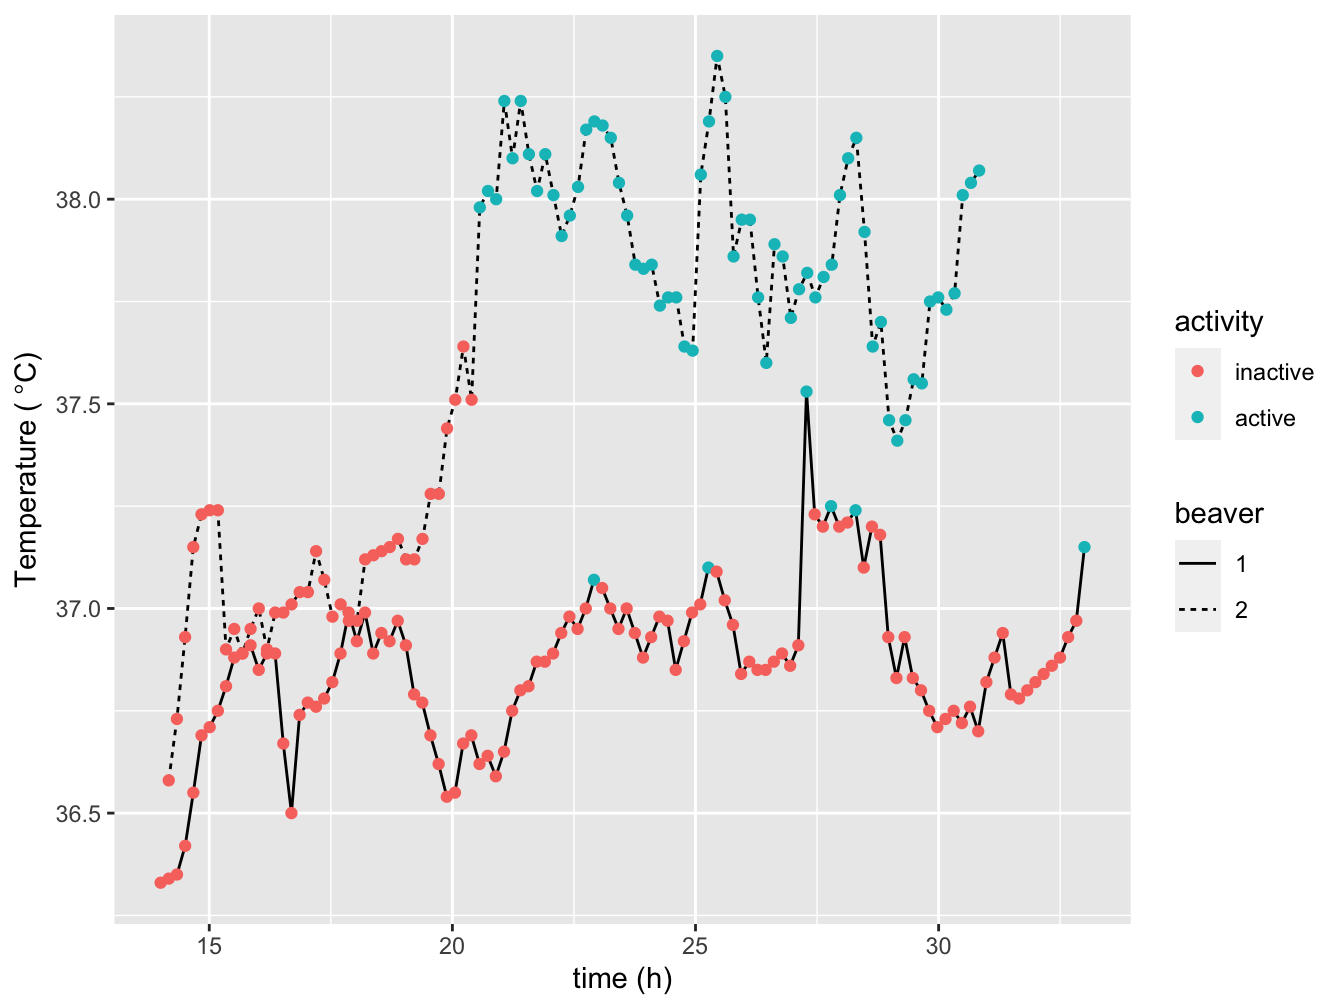 38.0
37.5
37.0
36.5
Temperature ( °C)
15 20 25 30
time (h)
activity
inactive
active
beaver
1
2